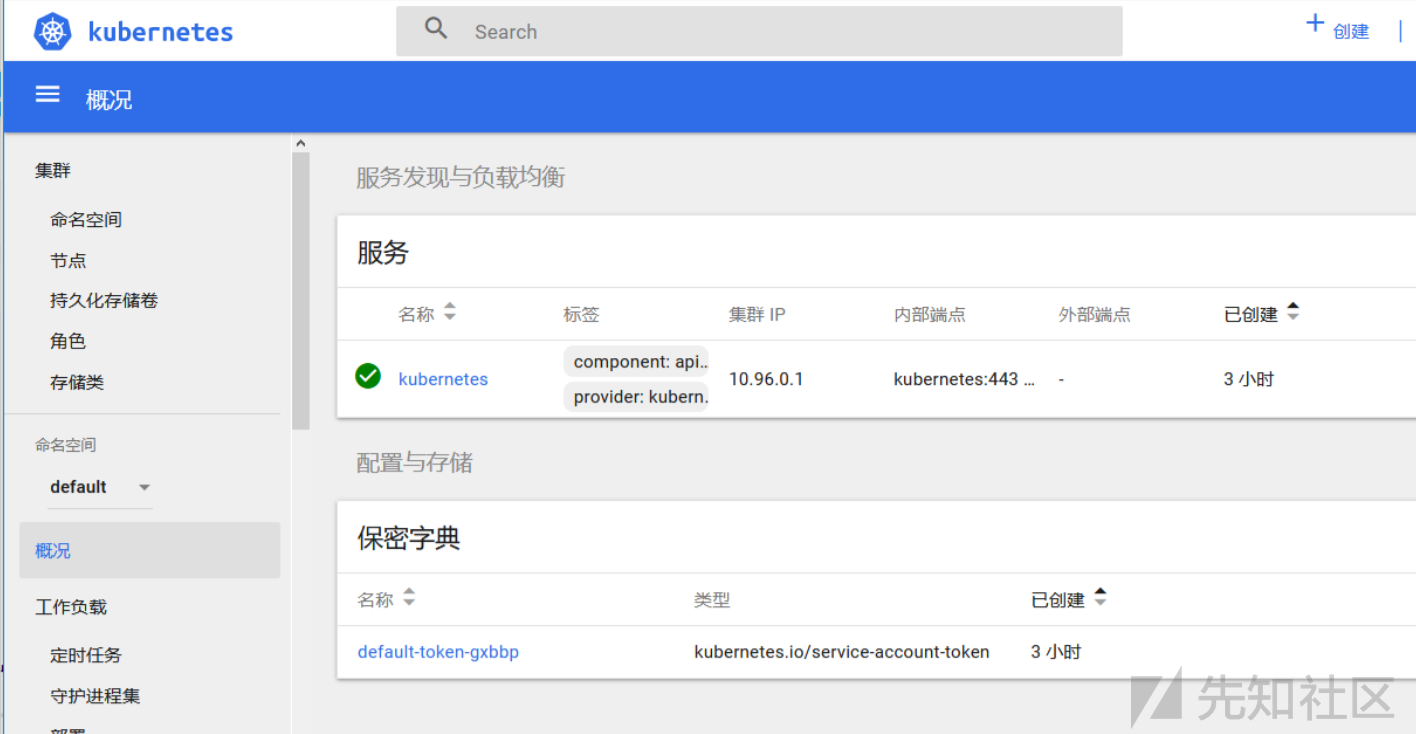 kubernetes
Search
创建
概况
集群
命名空间
节点
持久化存储卷
角色
存储类
命名空间
default
概况
工作负载
定时任务
守护进程集
部署
服务发现与负载均衡
服务
名称 标签 集群 IP 内部端点 外部端点 已创建
kubernetes component: api… provider: kubern. 10.96.0.1 kubernetes:443 … - 3 小时
配置与存储
保密字典
名称 类型 已创建
default-token-gxbbp kubernetes.io/service-account-token 3 小时
先知社区